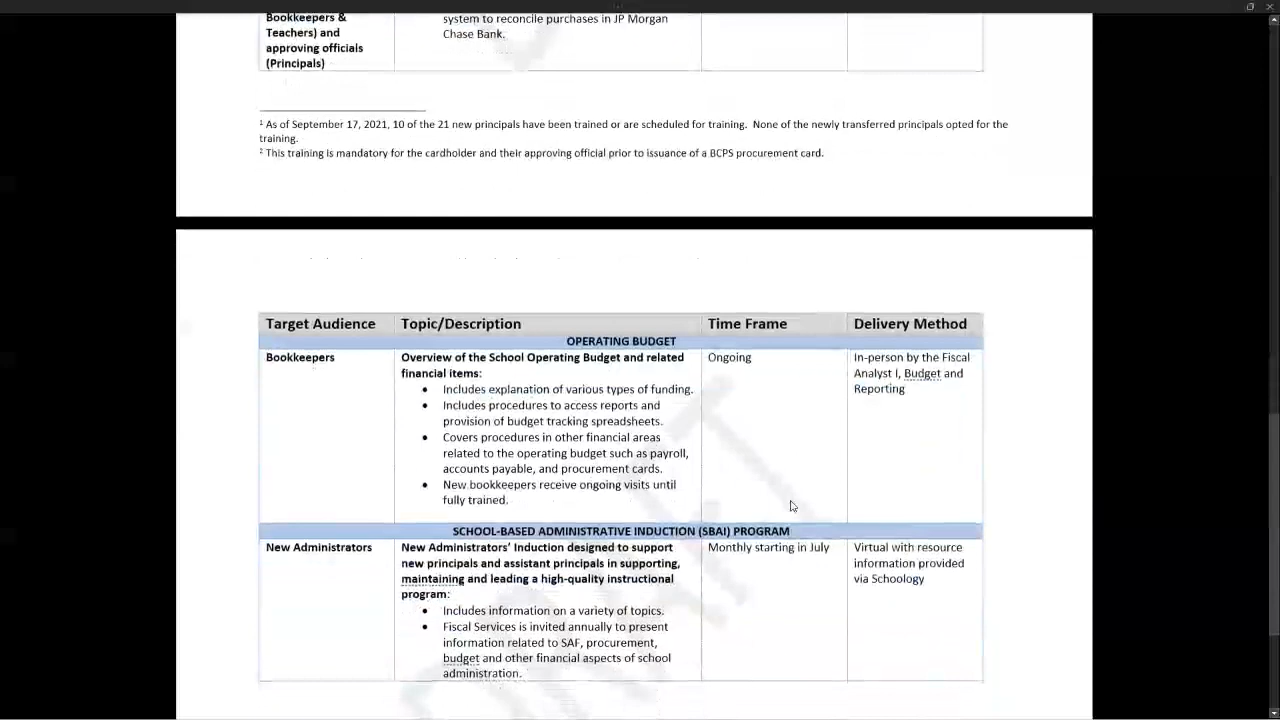 Bookkeepers &
Teachers) and
approving officials
(Principals)
system to reconcile purchases in JP Morgan
Chase Bank.
1 As of September 17, 2021, 10 of the 21 new principals have been trained or are scheduled for training.  None of the newly transferred principals opted for the
training.
2 This training is mandatory for the cardholder and their approving official prior to issuance of a BCPS procurement card.
Target Audience
Topic/Description
Time Frame
Delivery Method
OPERATING BUDGET
Bookkeepers
Overview of the School Operating Budget and related
financial items:
• Includes explanation of various types of funding.
• Includes procedures to access reports and
provision of budget tracking spreadsheets.
• Covers procedures in other financial areas
related to the operating budget such as payroll,
accounts payable, and procurement cards.
• New bookkeepers receive ongoing visits until
fully trained.
Ongoing
In-person by the Fiscal
Analyst I, Budget and
Reporting
SCHOOL-BASED ADMINISTRATIVE INDUCTION (SBAI) PROGRAM
New Administrators
New Administrators' Induction designed to support
new principals and assistant principals in supporting,
maintaining and leading a high-quality instructional
program:
• Includes information on a variety of topics.
• Fiscal Services is invited annually to present
information related to SAF, procurement,
budget and other financial aspects of school
administration.
Monthly starting in July
Virtual with resource
information provided
via Schoology